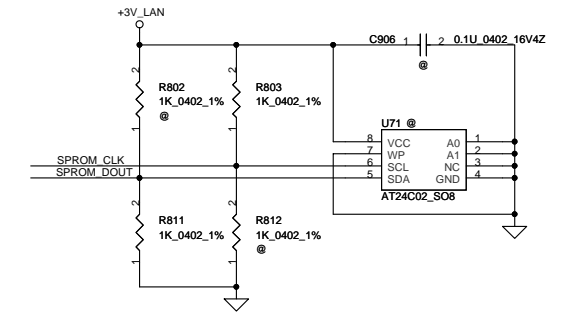 +3V_LAN
C906 1 2 0.1U_0402_16V4Z
@
2 2
R802 R803
1K_0402_1% 1K_0402_1%
@
1 1
U71 @
8 VCC A0 1
7 WP A1 2
6 SCL NC 3
5 SDA GND 4
AT24C02_SO8
SPROM_CLK
SPROM_DOUT
2 2
R811 R812
1K_0402_1% 1K_0402_1%
@
1 1